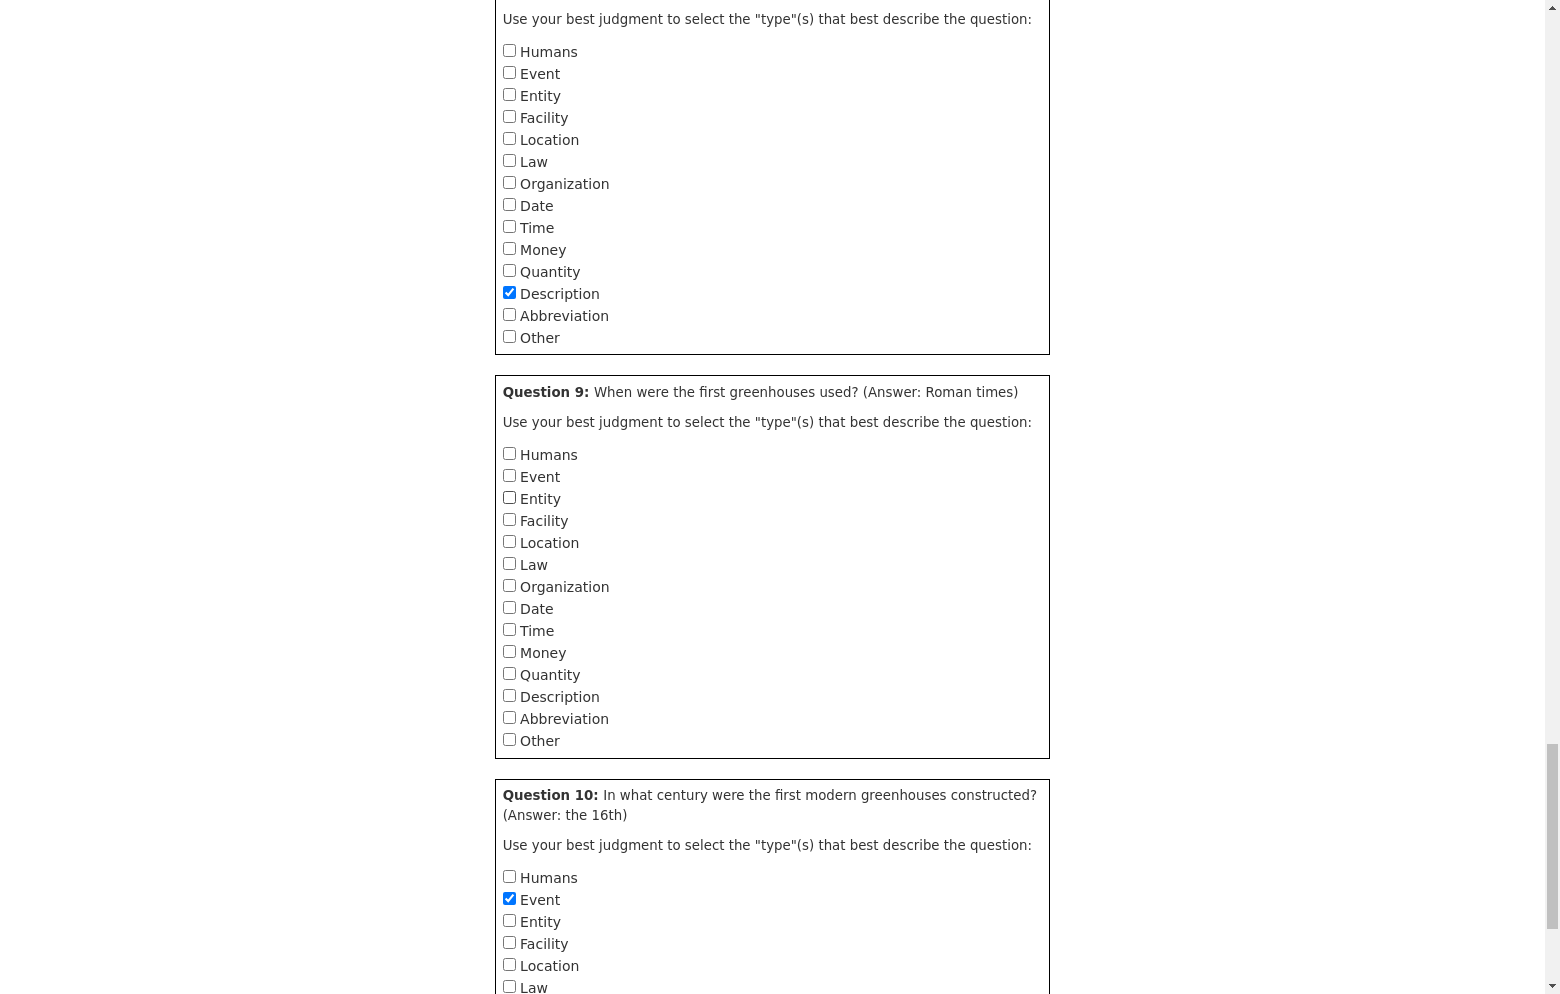 Use your best judgment to select the "type"(s) that best describe the question:
Humans
Event
Entity
Facility
Location
Law
Organization
Date
Time
Money
Quantity
Description
Abbreviation
Other
Question 9: When were the first greenhouses used? (Answer: Roman times)
Use your best judgment to select the "type"(s) that best describe the question:
Humans
Event
Entity
Facility
Location
Law
Organization
Date
Time
Money
Quantity
Description
Abbreviation
Other
Question 10: In what century were the first modern greenhouses constructed?
(Answer: the 16th)
Use your best judgment to select the "type"(s) that best describe the question:
Humans
Event
Entity
Facility
Location
Law